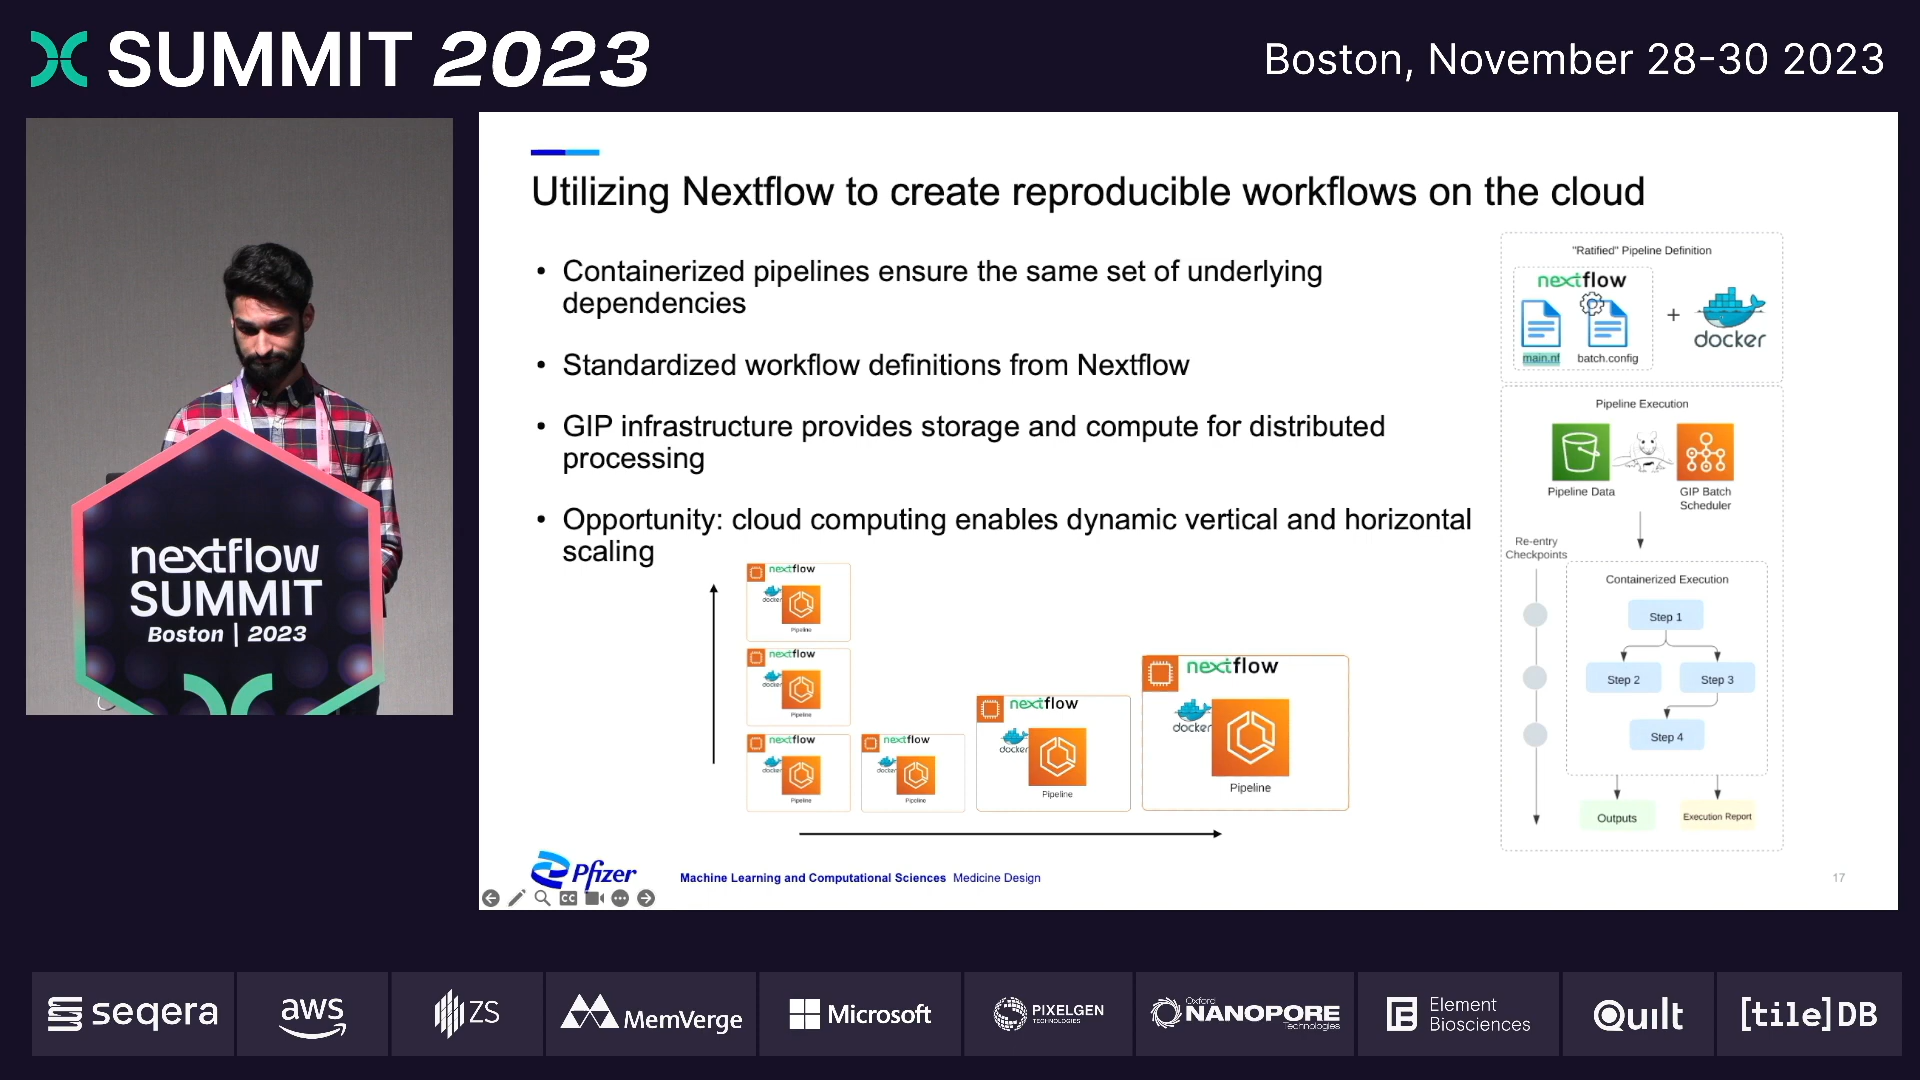 SUMMIT 2023
Boston, November 28-30 2023
nextflow
SUMMIT
Boston | 2023
Utilizing Nextflow to create reproducible workflows on the cloud
• Containerized pipelines ensure the same set of underlying
dependencies
• Standardized workflow definitions from Nextflow
• GIP infrastructure provides storage and compute for distributed
processing
• Opportunity: cloud computing enables dynamic vertical and horizontal
scaling
nextflow
docker
Pipeline
nextflow
docker
Pipeline
nextflow
docker
Pipeline
nextflow
docker
Pipeline
nextflow
docker
Pipeline
nextflow
docker
Pipeline
"Ratified" Pipeline Definition
nextflow
main.nf
batch.config
+
docker
Pipeline Execution
Pipeline Data
GIP Batch
Scheduler
Re-entry
Checkpoints
Containerized Execution
Step 1
Step 2
Step 3
Step 4
Outputs
Execution Report
Pfizer
Machine Learning and Computational Sciences Medicine Design
17
CC
seqera
aws
ZS
MemVerge
Microsoft
PIXELGEN
TECHNOLOGIES
Oxford
NANOPORE
Technologies
Element
Biosciences
Quilt
[tile]DB